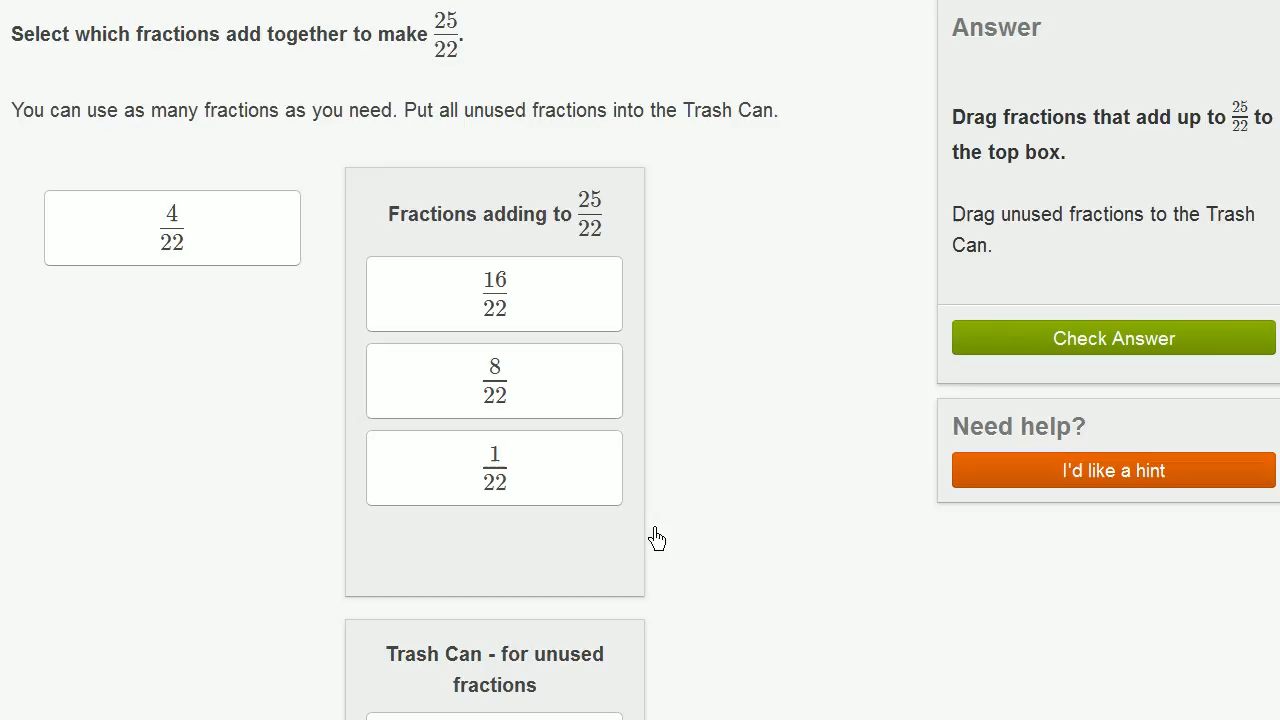 Select which fractions add together to make 25/22.
You can use as many fractions as you need. Put all unused fractions into the Trash Can.
4/22
Fractions adding to 25/22
16/22
8/22
1/22
Trash Can - for unused
fractions
Answer
Drag fractions that add up to 25/22 to
the top box.
Drag unused fractions to the Trash
Can.
Check Answer
Need help?
I'd like a hint